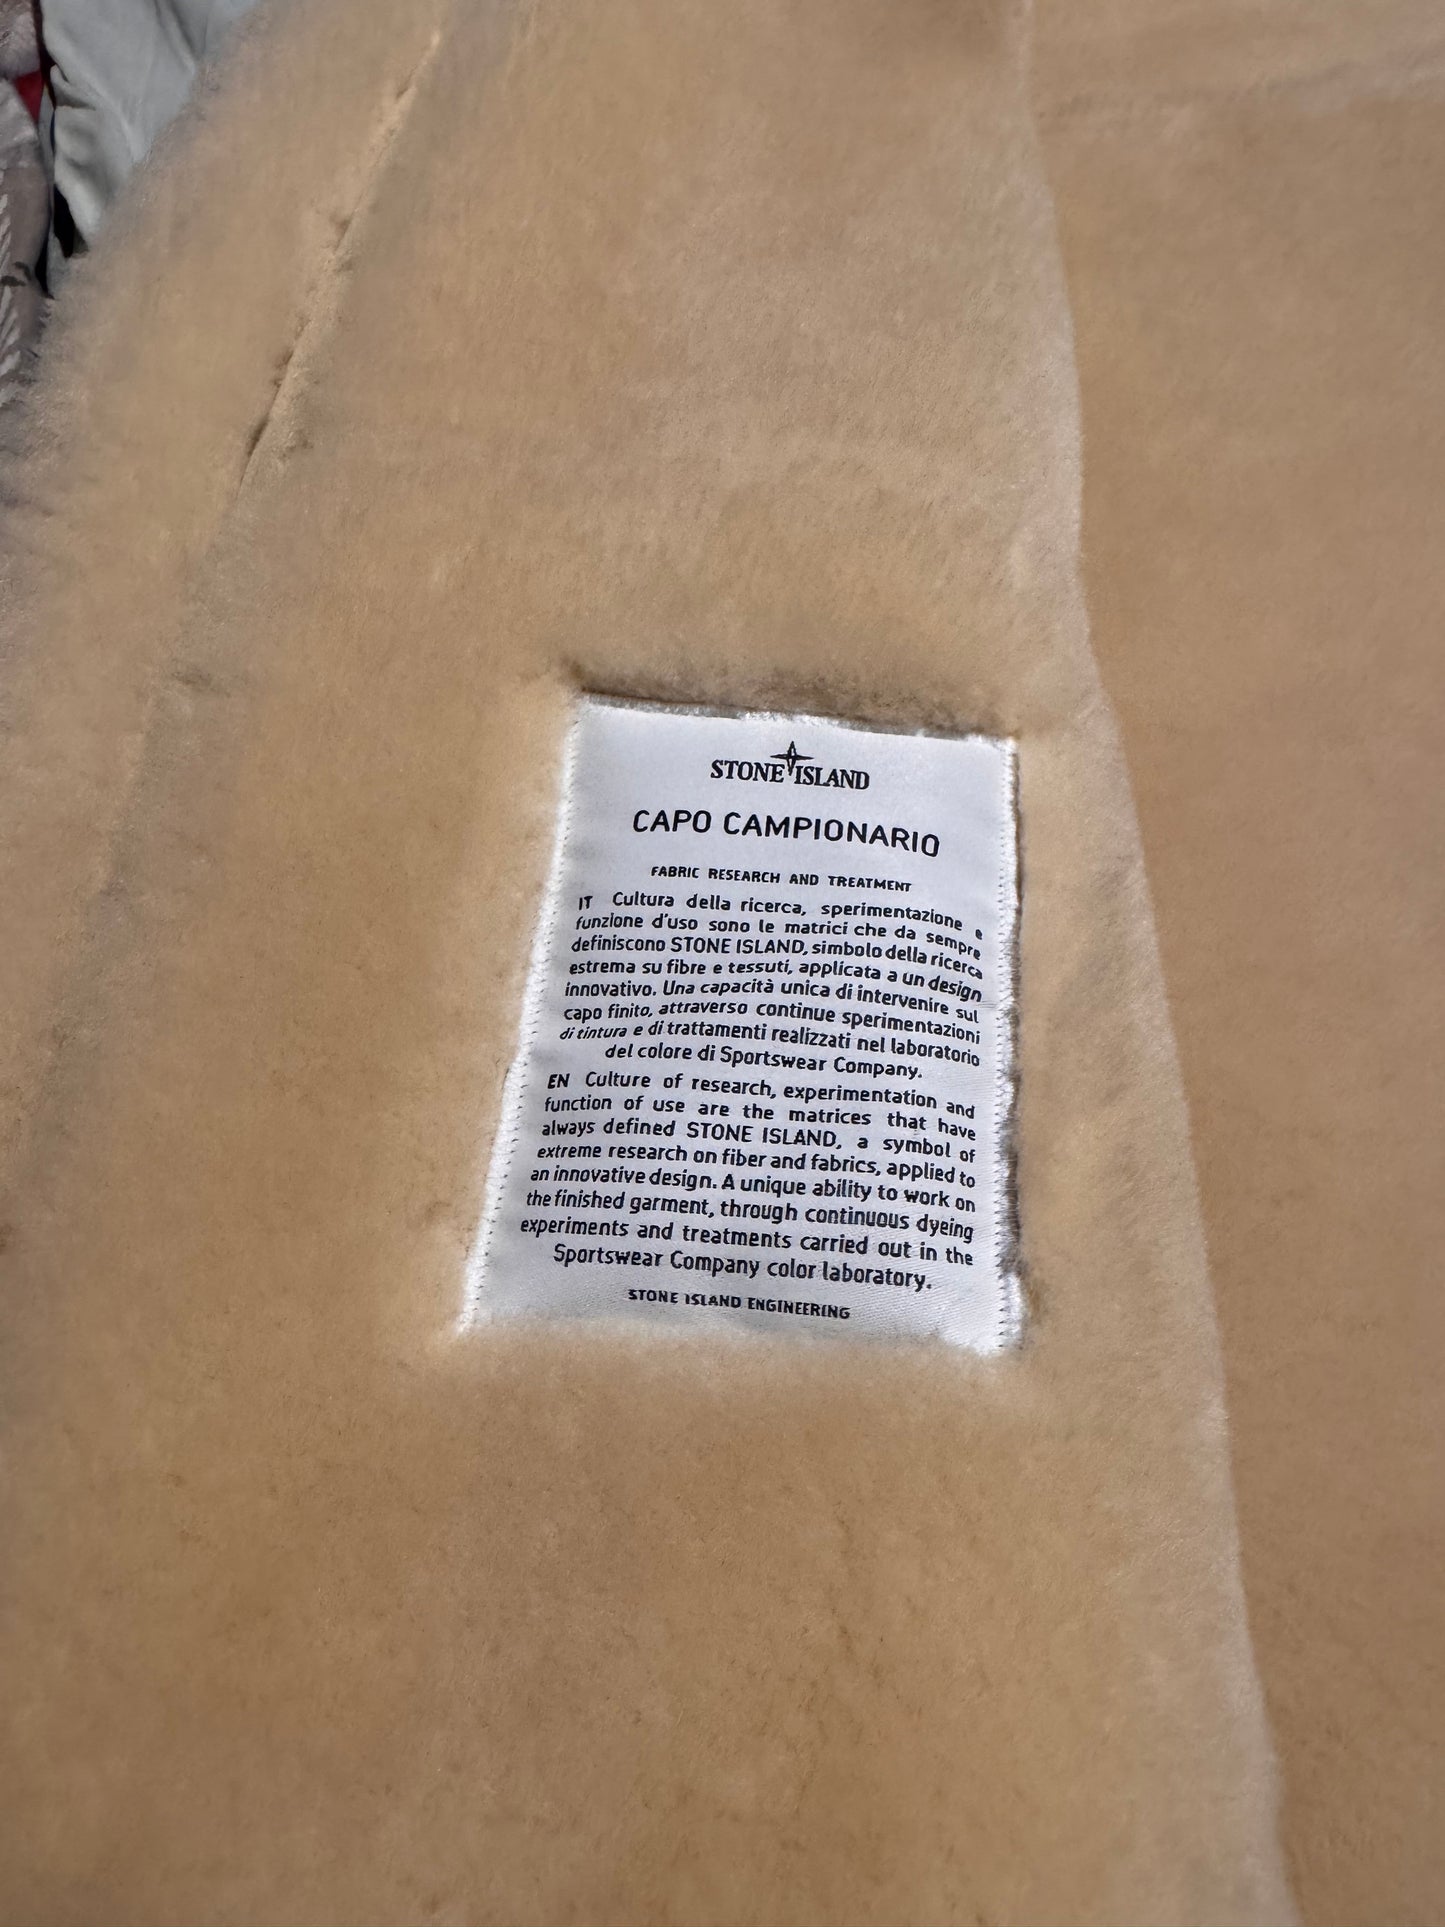 STONE ISLAND
CAPO CAMPIONARIO
FABRIC RESEARCH AND TREATMENT
IT Cultura della ricerca, sperimentazione e
funzione d'uso sono le matrici che da sempre
definiscono STONE ISLAND, simbolo della ricerca
estrema su fibre e tessuti, applicata a un design
innovativo. Una capacità unica di intervenire sul
capo finito, attraverso continue sperimentazioni
di tintura e di trattamenti realizzati nel laboratorio
del colore di Sportswear Company.
EN Culture of research, experimentation and
function of use are the matrices that have
always defined STONE ISLAND, a symbol of
extreme research on fiber and fabrics, applied to
an innovative design. A unique ability to work on
the finished garment, through continuous dyeing
experiments and treatments carried out in the
Sportswear Company color laboratory.
STONE ISLAND ENGINEERING